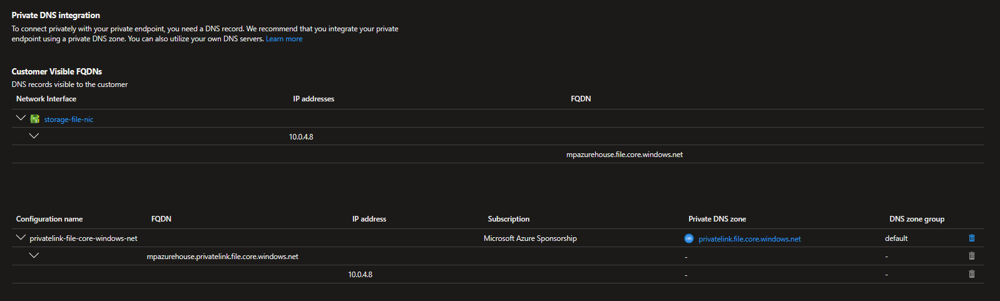 Private DNS integration
To connect privately with your private endpoint, you need a DNS record. We recommend that you integrate your private
endpoint using a private DNS zone. You can also utilize your own DNS servers. Learn more
Customer Visible FQDNs
DNS records visible to the customer
Network Interface IP addresses FQDN
storage-file-nic
10.0.4.8
mpazurehouse.file.core.windows.net
Configuration name FQDN IP address Subscription Private DNS zone DNS zone group
privatelink-file-core-windows-net Microsoft Azure Sponsorship DNS privatelink.file.core.windows.net default
mpazurehouse.privatelink.file.core.windows.net - -
10.0.4.8 - -